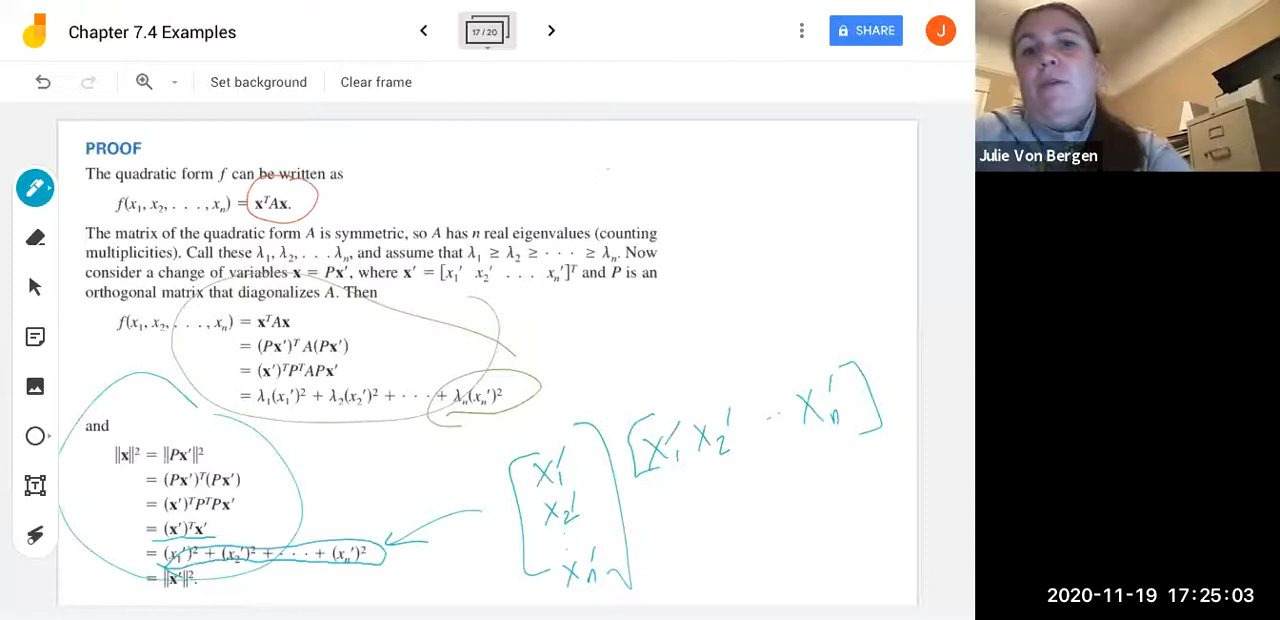 Chapter 7.4 Examples
17 / 20
SHARE
J
Set background
Clear frame
PROOF
The quadratic form f can be written as
f(x₁, x₂, . . . , xₙ) = xᵀAx.
The matrix of the quadratic form A is symmetric, so A has n real eigenvalues (counting
multiplicities). Call these λ₁, λ₂, . . . λₙ, and assume that λ₁ ≥ λ₂ ≥ · · · ≥ λₙ. Now
consider a change of variables x = Px′, where x′ = [x₁′ x₂′ . . . xₙ′]ᵀ and P is an
orthogonal matrix that diagonalizes A. Then
f(x₁, x₂, . . . , xₙ) = xᵀAx
= (Px′)ᵀA(Px′)
= (x′)ᵀPᵀAPx′
= λ₁(x₁′)² + λ₂(x₂′)² + · · · + λₙ(xₙ′)²
and
||x||² = ||Px′||²
= (Px′)ᵀ(Px′)
= (x′)ᵀPᵀPx′
= (x′)ᵀx′
= (x₁′)² + (x₂′)² + · · · + (xₙ′)²
= ||x′||².
[x₁′ x₂′ ... xₙ′]
x₁′
x₂′
:
xₙ′
Julie Von Bergen
2020-11-19 17:25:03